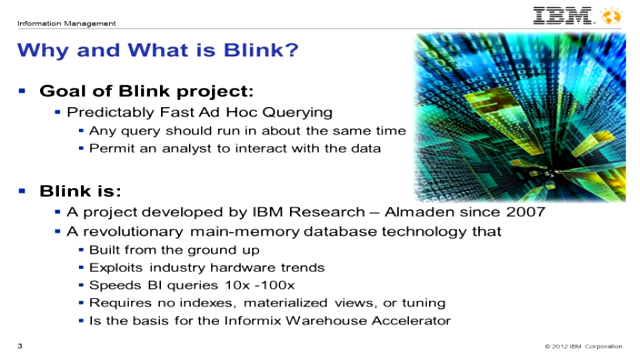 Information Management
IBM
Why and What is Blink?
Goal of Blink project:
Predictably Fast Ad Hoc Querying
Any query should run in about the same time
Permit an analyst to interact with the data
Blink is:
A project developed by IBM Research – Almaden since 2007
A revolutionary main-memory database technology that
Built from the ground up
Exploits industry hardware trends
Speeds BI queries 10x -100x
Requires no indexes, materialized views, or tuning
Is the basis for the Informix Warehouse Accelerator
3
© 2012 IBM Corporation